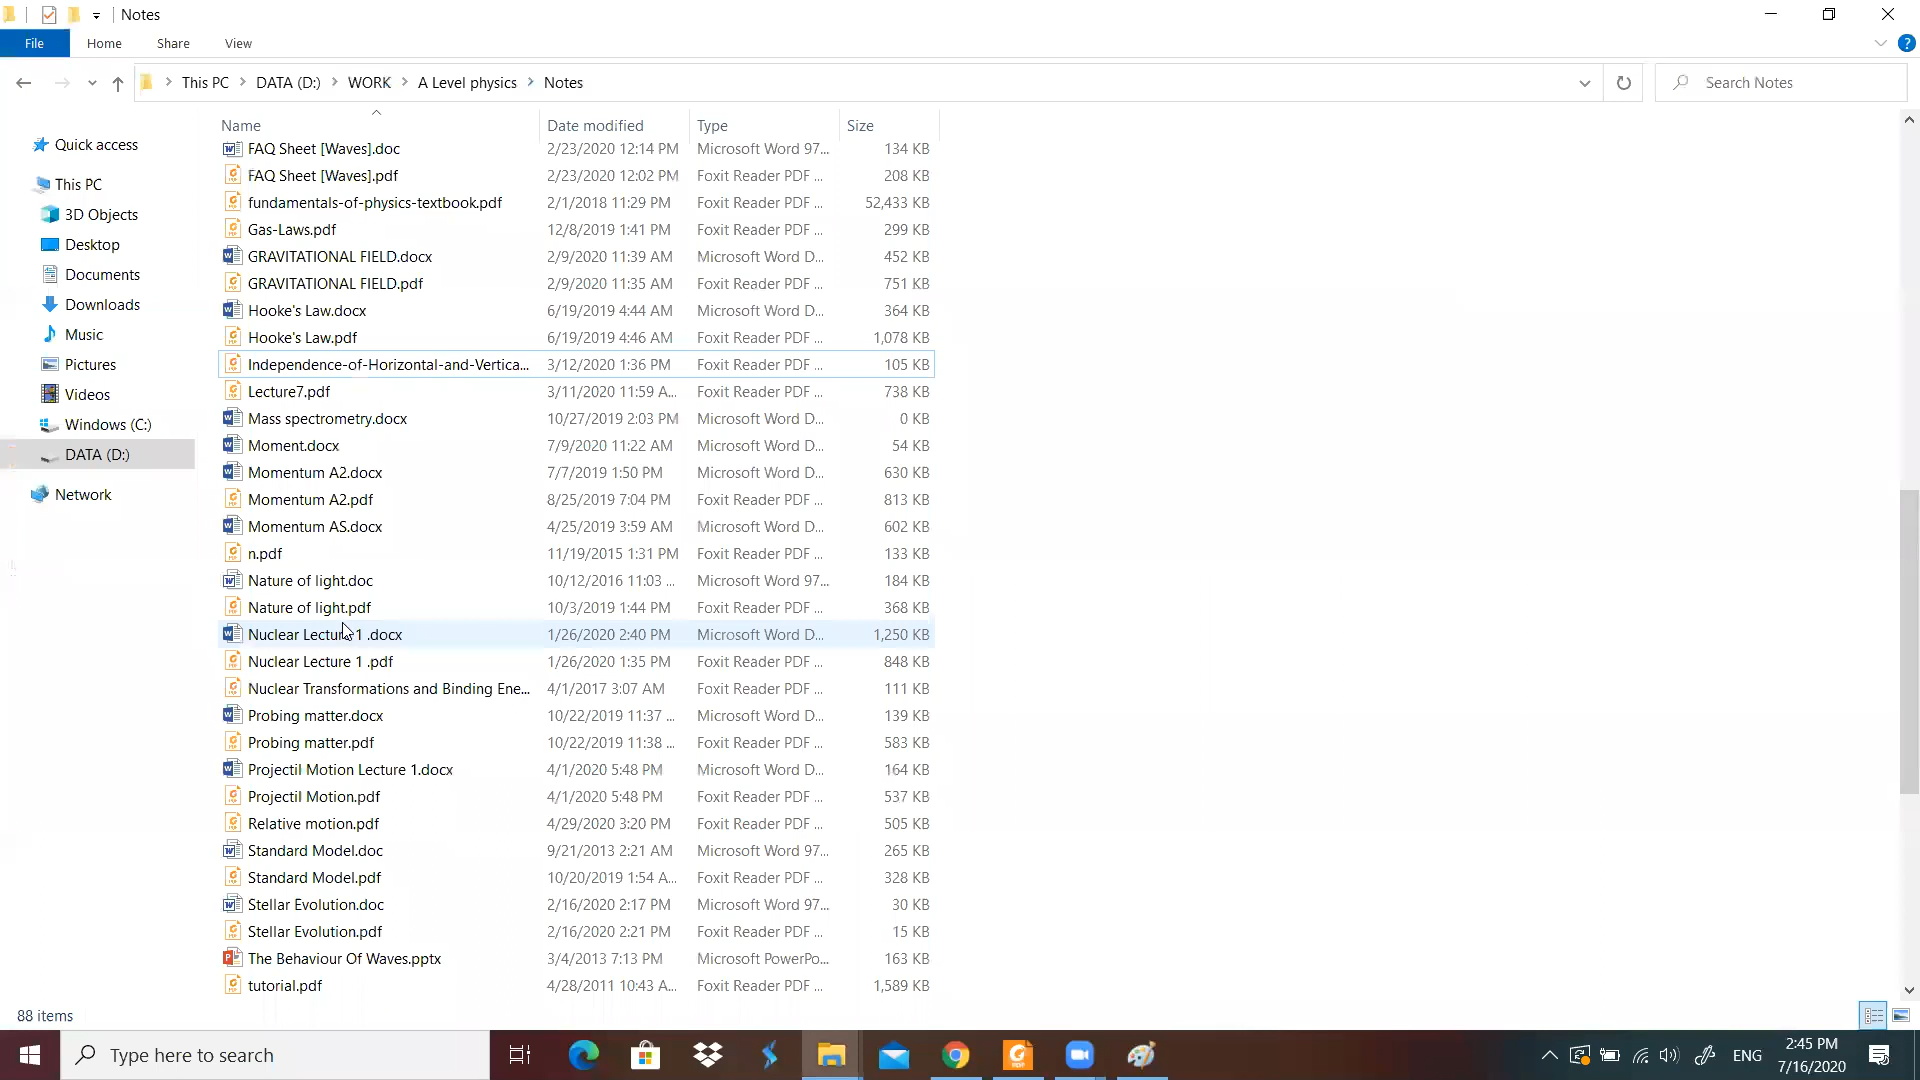 Notes
File Home Share View
This PC DATA (D:) WORK A Level physics Notes Search Notes
Name Date modified Type Size
Quick access
This PC
3D Objects
Desktop
Documents
Downloads
Music
Pictures
Videos
Windows (C:)
DATA (D:)
Network
FAQ Sheet [Waves].doc 2/23/2020 12:14 PM Microsoft Word 97... 134 KB
FAQ Sheet [Waves].pdf 2/23/2020 12:02 PM Foxit Reader PDF ... 208 KB
fundamentals-of-physics-textbook.pdf 2/1/2018 11:29 PM Foxit Reader PDF ... 52,433 KB
Gas-Laws.pdf 12/8/2019 1:41 PM Foxit Reader PDF ... 299 KB
GRAVITATIONAL FIELD.docx 2/9/2020 11:39 AM Microsoft Word D... 452 KB
GRAVITATIONAL FIELD.pdf 2/9/2020 11:35 AM Foxit Reader PDF ... 751 KB
Hooke's Law.docx 6/19/2019 4:44 AM Microsoft Word D... 364 KB
Hooke's Law.pdf 6/19/2019 4:46 AM Foxit Reader PDF ... 1,078 KB
Independence-of-Horizontal-and-Vertica... 3/12/2020 1:36 PM Foxit Reader PDF ... 105 KB
Lecture7.pdf 3/11/2020 11:59 A... Foxit Reader PDF ... 738 KB
Mass spectrometry.docx 10/27/2019 2:03 PM Microsoft Word D... 0 KB
Moment.docx 7/9/2020 11:22 AM Microsoft Word D... 54 KB
Momentum A2.docx 7/7/2019 1:50 PM Microsoft Word D... 630 KB
Momentum A2.pdf 8/25/2019 7:04 PM Foxit Reader PDF ... 813 KB
Momentum AS.docx 4/25/2019 3:59 AM Microsoft Word D... 602 KB
n.pdf 11/19/2015 1:31 PM Foxit Reader PDF ... 133 KB
Nature of light.doc 10/12/2016 11:03 ... Microsoft Word 97... 184 KB
Nature of light.pdf 10/3/2019 1:44 PM Foxit Reader PDF ... 368 KB
Nuclear Lecture 1 .docx 1/26/2020 2:40 PM Microsoft Word D... 1,250 KB
Nuclear Lecture 1 .pdf 1/26/2020 1:35 PM Foxit Reader PDF ... 848 KB
Nuclear Transformations and Binding Ene... 4/1/2017 3:07 AM Foxit Reader PDF ... 111 KB
Probing matter.docx 10/22/2019 11:37 ... Microsoft Word D... 139 KB
Probing matter.pdf 10/22/2019 11:38 ... Foxit Reader PDF ... 583 KB
Projectil Motion Lecture 1.docx 4/1/2020 5:48 PM Microsoft Word D... 164 KB
Projectil Motion.pdf 4/1/2020 5:48 PM Foxit Reader PDF ... 537 KB
Relative motion.pdf 4/29/2020 3:20 PM Foxit Reader PDF ... 505 KB
Standard Model.doc 9/21/2013 2:21 AM Microsoft Word 97... 265 KB
Standard Model.pdf 10/20/2019 1:54 A... Foxit Reader PDF ... 328 KB
Stellar Evolution.doc 2/16/2020 2:17 PM Microsoft Word 97... 30 KB
Stellar Evolution.pdf 2/16/2020 2:21 PM Foxit Reader PDF ... 15 KB
The Behaviour Of Waves.pptx 3/4/2013 7:13 PM Microsoft PowerPo... 163 KB
tutorial.pdf 4/28/2011 10:43 A... Foxit Reader PDF ... 1,589 KB
88 items
Type here to search
ENG
2:45 PM
7/16/2020